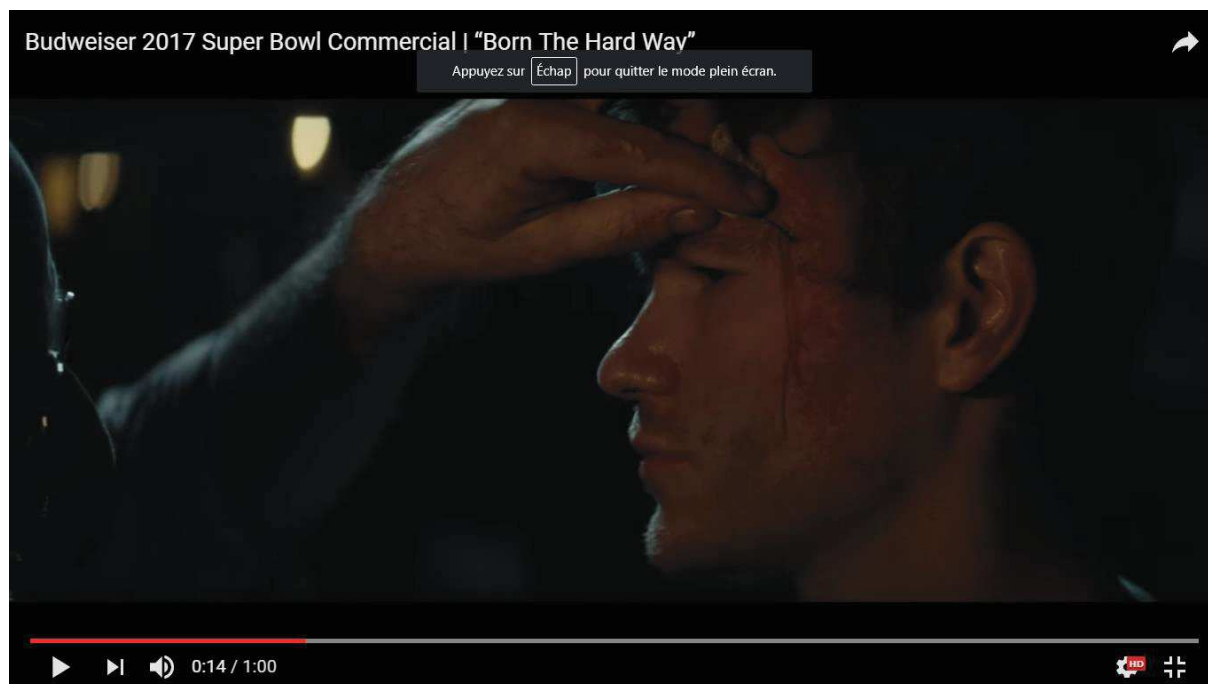 Budweiser 2017 Super Bowl Commercial | “Born The Hard Way”
Appuyez sur Échap pour quitter le mode plein écran.
0:14 / 1:00
HD